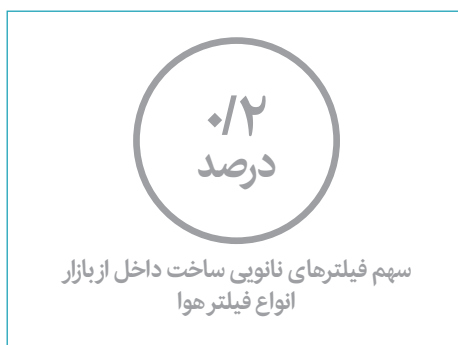 ۰/۲
درصد
سهم فیلترهای نانویی ساخت داخل از بازار
انواع فیلتر هوا